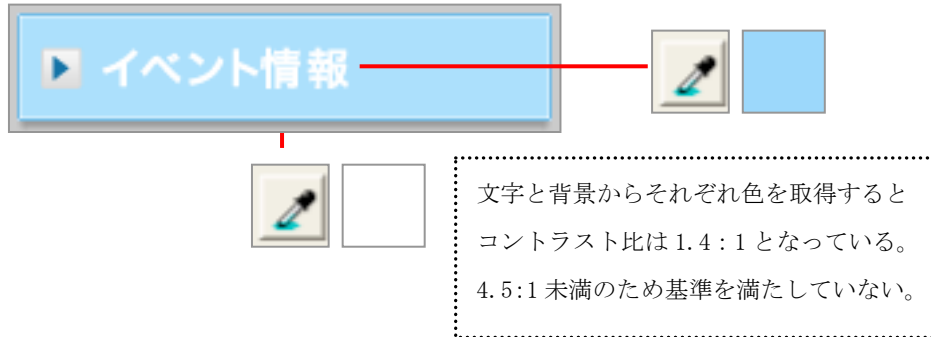 イベント情報
文字と背景からそれぞれ色を取得すると
コントラスト比は 1.4：1 となっている。
4.5:1 未満のため基準を満たしていない。